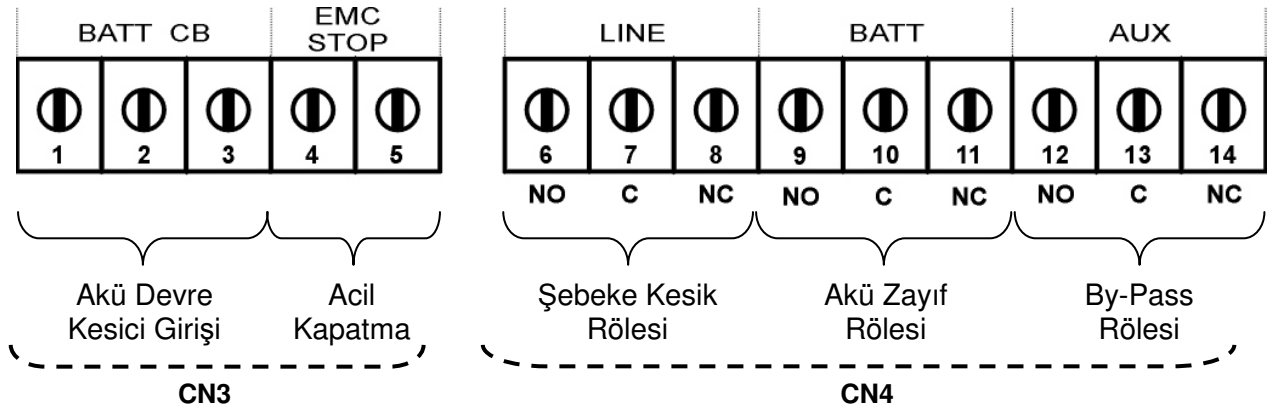 BATT CB
EMC
STOP
LINE
BATT
AUX
1 2 3 4 5 6 7 8 9 10 11 12 13 14
NO C NC NO C NC NO C NC
Akü Devre
Kesici Girişi
Acil
Kapatma
Şebeke Kesik
Rölesi
Akü Zayıf
Rölesi
By-Pass
Rölesi
CN3
CN4